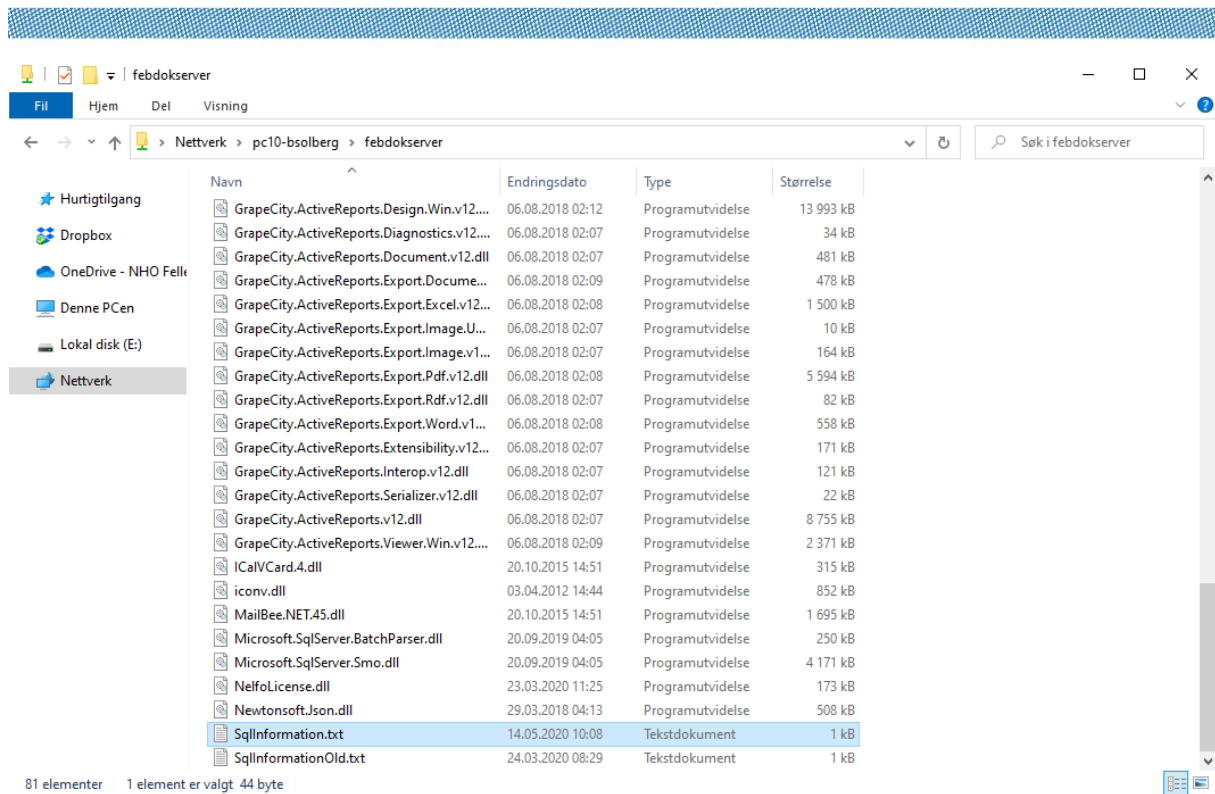 febdokserver
Fil Hjem Del Visning
Nettverk › pc10-bsolberg › febdokserver Søk i febdokserver
Hurtigtilgang
Dropbox
OneDrive - NHO Felle
Denne PCen
Lokal disk (E:)
Nettverk
Navn Endringsdato Type Størrelse
GrapeCity.ActiveReports.Design.Win.v12.... 06.08.2018 02:12 Programutvidelse 13 993 kB
GrapeCity.ActiveReports.Diagnostics.v12.... 06.08.2018 02:07 Programutvidelse 34 kB
GrapeCity.ActiveReports.Document.v12.dll 06.08.2018 02:07 Programutvidelse 481 kB
GrapeCity.ActiveReports.Export.Docume... 06.08.2018 02:09 Programutvidelse 478 kB
GrapeCity.ActiveReports.Export.Excel.v12... 06.08.2018 02:08 Programutvidelse 1 500 kB
GrapeCity.ActiveReports.Export.Image.U... 06.08.2018 02:07 Programutvidelse 10 kB
GrapeCity.ActiveReports.Export.Image.v1... 06.08.2018 02:07 Programutvidelse 164 kB
GrapeCity.ActiveReports.Export.Pdf.v12.dll 06.08.2018 02:08 Programutvidelse 5 594 kB
GrapeCity.ActiveReports.Export.Rdf.v12.dll 06.08.2018 02:07 Programutvidelse 82 kB
GrapeCity.ActiveReports.Export.Word.v1... 06.08.2018 02:08 Programutvidelse 558 kB
GrapeCity.ActiveReports.Extensibility.v12... 06.08.2018 02:07 Programutvidelse 171 kB
GrapeCity.ActiveReports.Interop.v12.dll 06.08.2018 02:07 Programutvidelse 121 kB
GrapeCity.ActiveReports.Serializer.v12.dll 06.08.2018 02:07 Programutvidelse 22 kB
GrapeCity.ActiveReports.v12.dll 06.08.2018 02:07 Programutvidelse 8 755 kB
GrapeCity.ActiveReports.Viewer.Win.v12.... 06.08.2018 02:09 Programutvidelse 2 371 kB
ICalVCard.4.dll 20.10.2015 14:51 Programutvidelse 315 kB
iconv.dll 03.04.2012 14:44 Programutvidelse 852 kB
MailBee.NET.45.dll 20.10.2015 14:51 Programutvidelse 1 695 kB
Microsoft.SqlServer.BatchParser.dll 20.09.2019 04:05 Programutvidelse 250 kB
Microsoft.SqlServer.Smo.dll 20.09.2019 04:05 Programutvidelse 4 171 kB
NelfoLicense.dll 23.03.2020 11:25 Programutvidelse 173 kB
Newtonsoft.Json.dll 29.03.2018 04:13 Programutvidelse 508 kB
SqlInformation.txt 14.05.2020 10:08 Tekstdokument 1 kB
SqlInformationOld.txt 24.03.2020 08:29 Tekstdokument 1 kB
81 elementer 1 element er valgt 44 byte